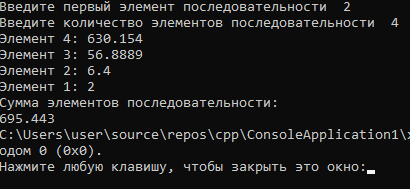 Введите первый элемент последовательности  2
Введите количество элементов последовательности  4
Элемент 4: 630.154
Элемент 3: 56.8889
Элемент 2: 6.4
Элемент 1: 2
Сумма элементов последовательности:
695.443
C:\Users\user\source\repos\cpp\ConsoleApplication1\
одом 0 (0x0).
Нажмите любую клавишу, чтобы закрыть это окно: